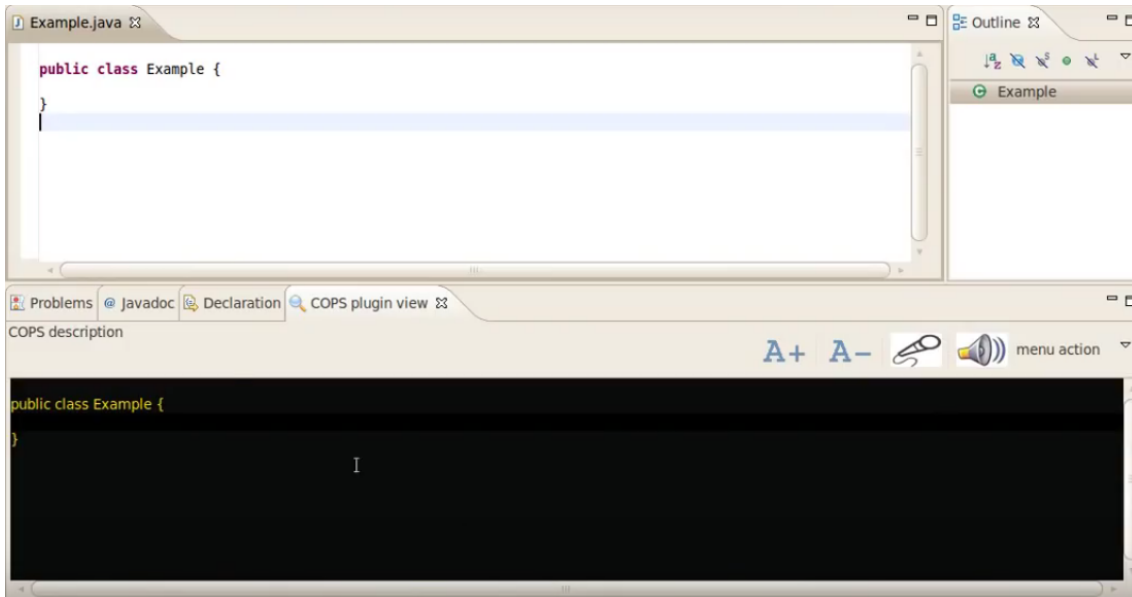 Example.java
Outline
public class Example {
Example
}
Problems @ Javadoc Declaration COPS plugin view
COPS description
A+ A- menu action
public class Example {
}